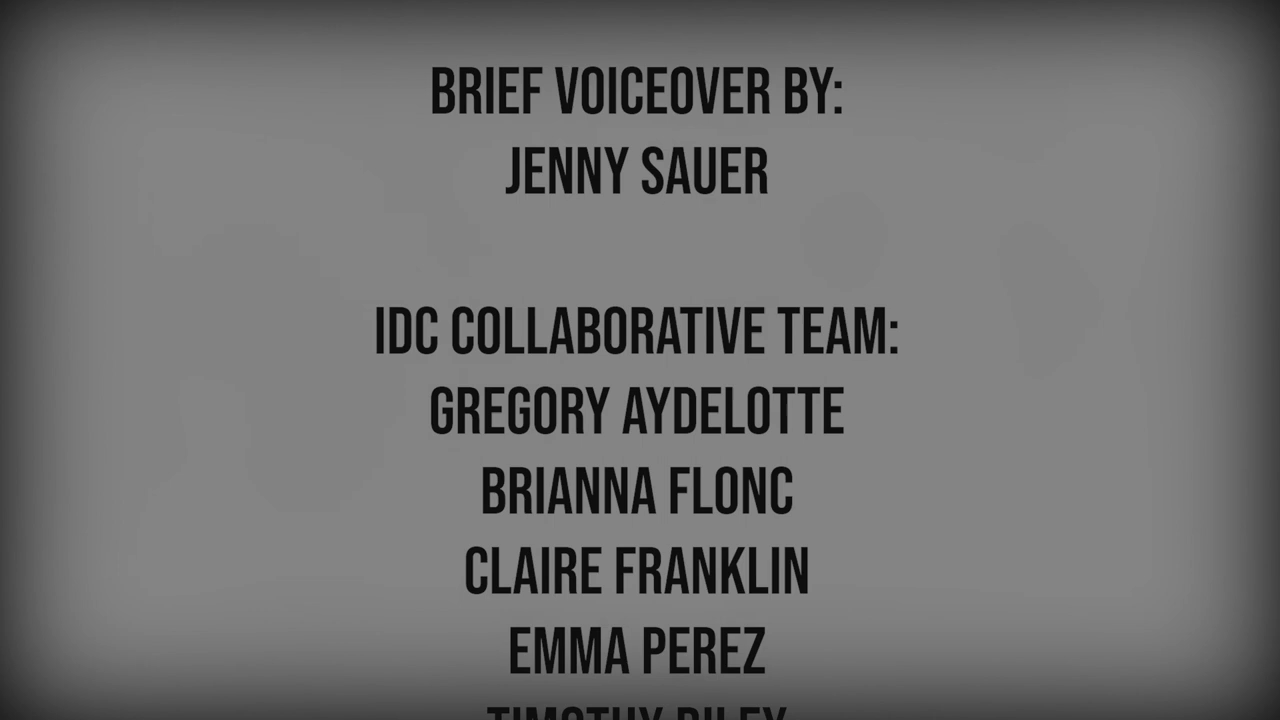 BRIEF VOICEOVER BY:
JENNY SAUER
IDC COLLABORATIVE TEAM:
GREGORY AYDELOTTE
BRIANNA FLONC
CLAIRE FRANKLIN
EMMA PEREZ